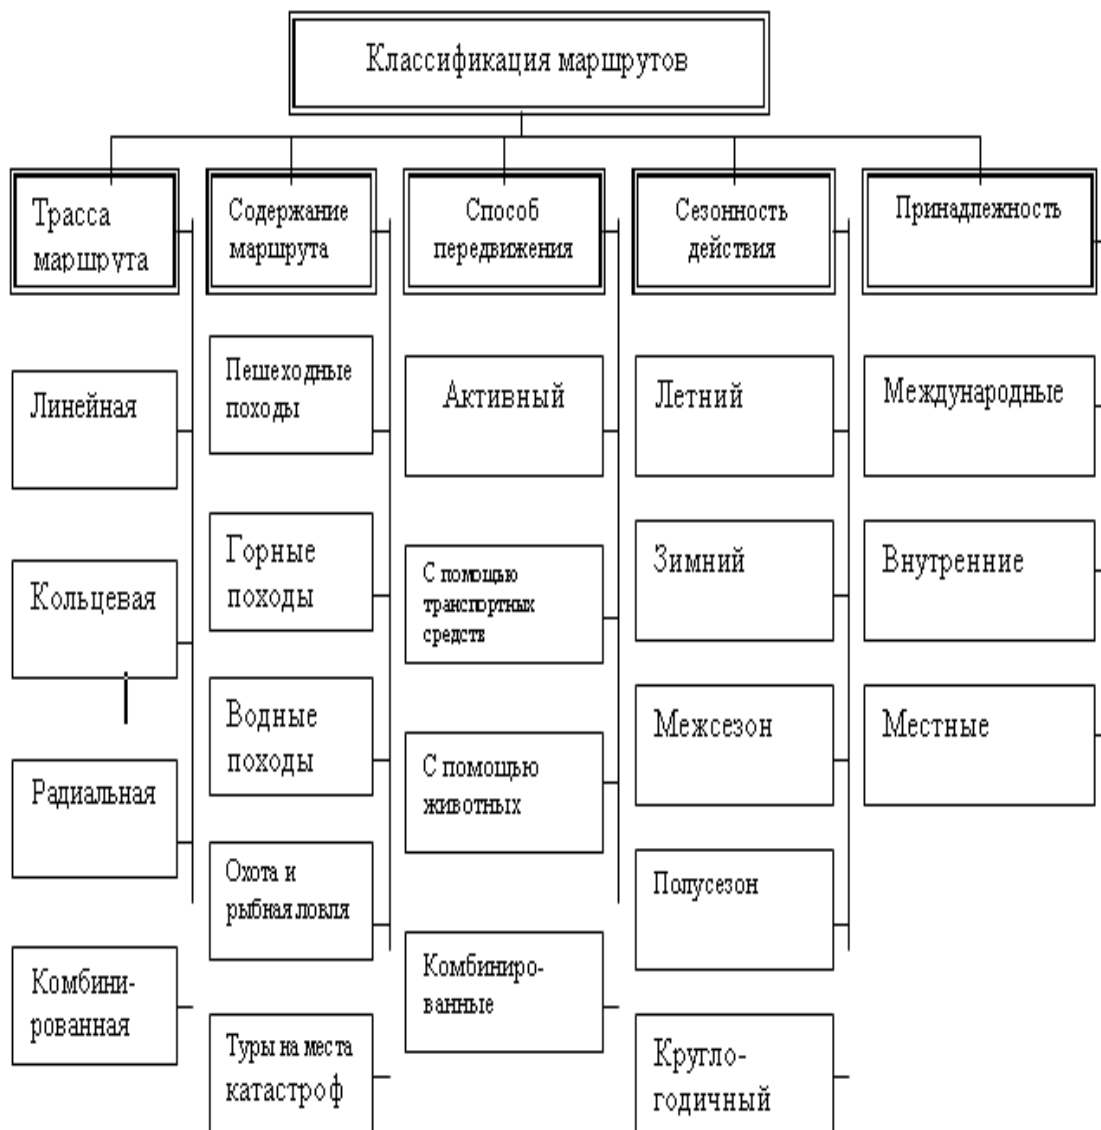 Классификация маршрутов
Трасса
маршрута
Содержание
маршрута
Способ
передвижения
Сезонность
действия
Принадлежность
Линейная
Кольцевая
Радиальная
Комбини-
рованная
Пешеходные
походы
Горные
походы
Водные
походы
Охота и
рыбная ловля
Туры на места
катастроф
Активный
С помощью
транспортных
средств
С помощью
животных
Комбиниро-
ванные
Летний
Зимний
Межсезон
Полусезон
Кругло-
годичный
Международные
Внутренние
Местные